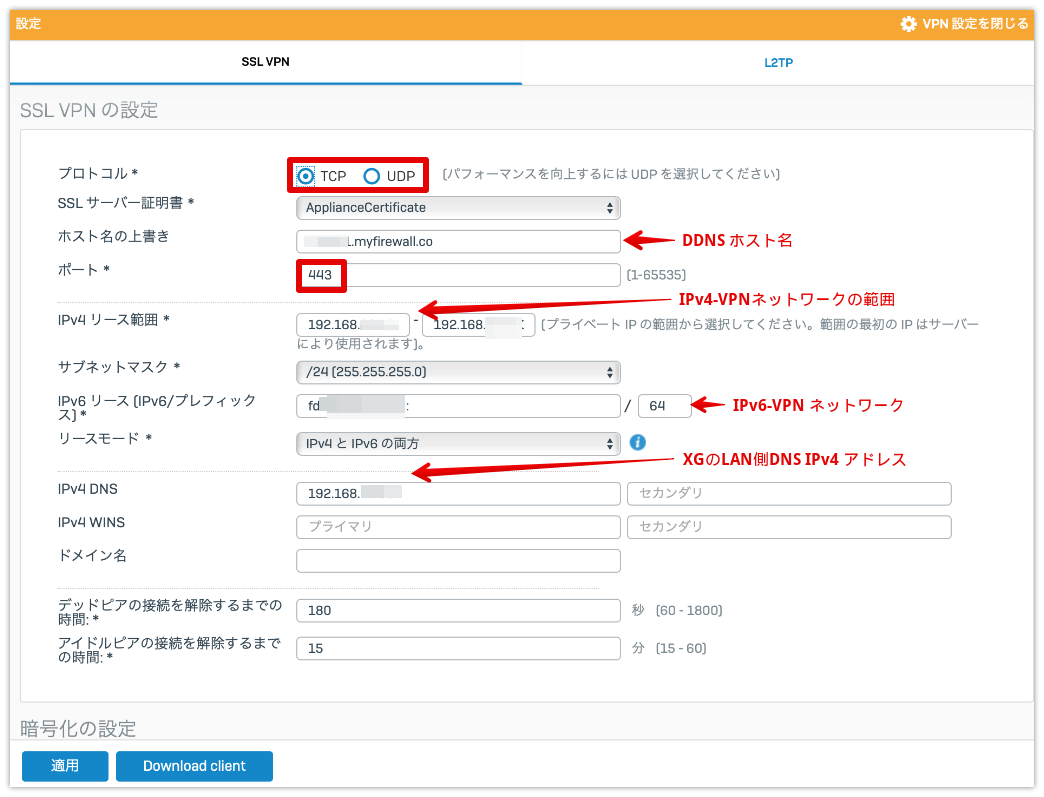 設定 VPN 設定を閉じる
SSL VPN L2TP
SSL VPN の設定
プロトコル * TCP UDP (パフォーマンスを向上するには UDP を選択してください)
SSL サーバー証明書 * ApplianceCertificate
ホスト名の上書き .myfirewall.co DDNS ホスト名
ポート * 443 (1-65535)
IPv4-VPNネットワークの範囲
IPv4 リース範囲 * 192.168. - 192.168. (プライベート IP の範囲から選択してください。範囲の最初の IP はサーバー
により使用されます)。
サブネットマスク * /24 (255.255.255.0)
IPv6 リース (IPv6/プレフィック
ス) * fd : / 64 IPv6-VPN ネットワーク
リースモード * IPv4 と IPv6 の両方
XGのLAN側DNS IPv4 アドレス
IPv4 DNS 192.168. セカンダリ
IPv4 WINS プライマリ セカンダリ
ドメイン名
デッドピアの接続を解除するまでの
時間: * 180 秒 (60 - 1800)
アイドルピアの接続を解除するまで
の時間: * 15 分 (15 - 60)
暗号化の設定
適用 Download client